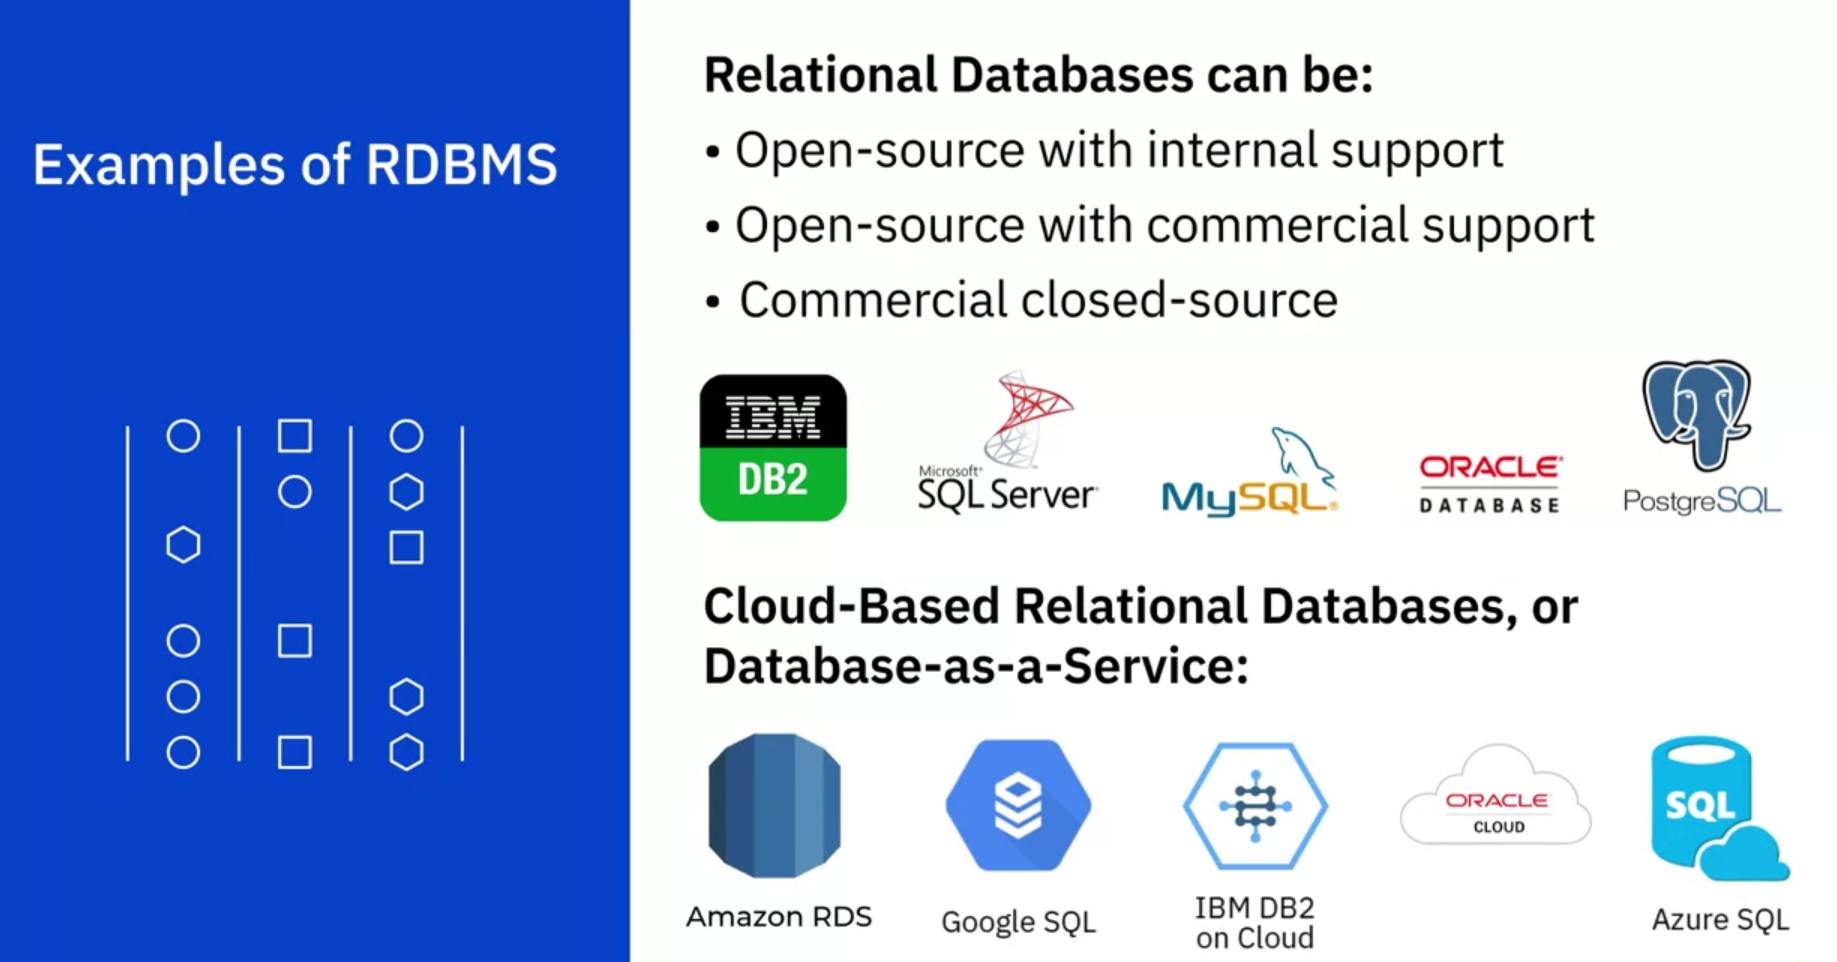 Examples of RDBMS
Relational Databases can be:
• Open-source with internal support
• Open-source with commercial support
• Commercial closed-source
IBM
DB2
Microsoft®
SQL Server
MySQL®
ORACLE®
DATABASE
PostgreSQL
Cloud-Based Relational Databases, or
Database-as-a-Service:
Amazon RDS
Google SQL
IBM DB2
on Cloud
ORACLE
CLOUD
SQL
Azure SQL